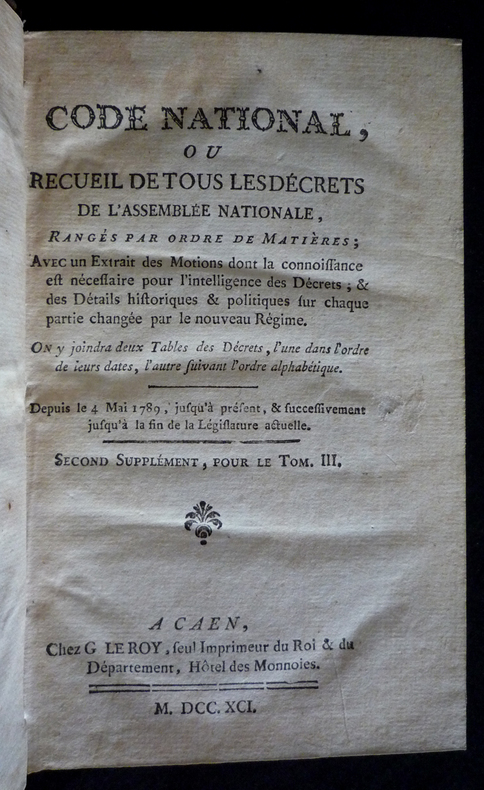 CODE NATIONAL,
OU
RECUEIL DE TOUS LES DÉCRETS
DE L'ASSEMBLÉE NATIONALE,
RANGÉS PAR ORDRE DE MATIÈRES;
AVEC un Extrait des Motions dont la connoiſſance
eſt néceſſaire pour l'intelligence des Décrets; &
des Détails hiſtoriques & politiques ſur chaque
partie changée par le nouveau Régime.
ON y joindra deux Tables des Décrets, l'une dans l'ordre
de leurs dates, l'autre ſuivant l'ordre alphabétique.
Depuis le 4 Mai 1789, juſqu'à préſent, & ſucceſſivement
juſqu'à la fin de la Légiſlature actuelle.
SECOND SUPPLÉMENT, POUR LE TOM. III.
A CAEN,
Chez G LE ROY, ſeul Imprimeur du Roi & du
Département, Hôtel des Monnoies.
M. DCC. XCI.